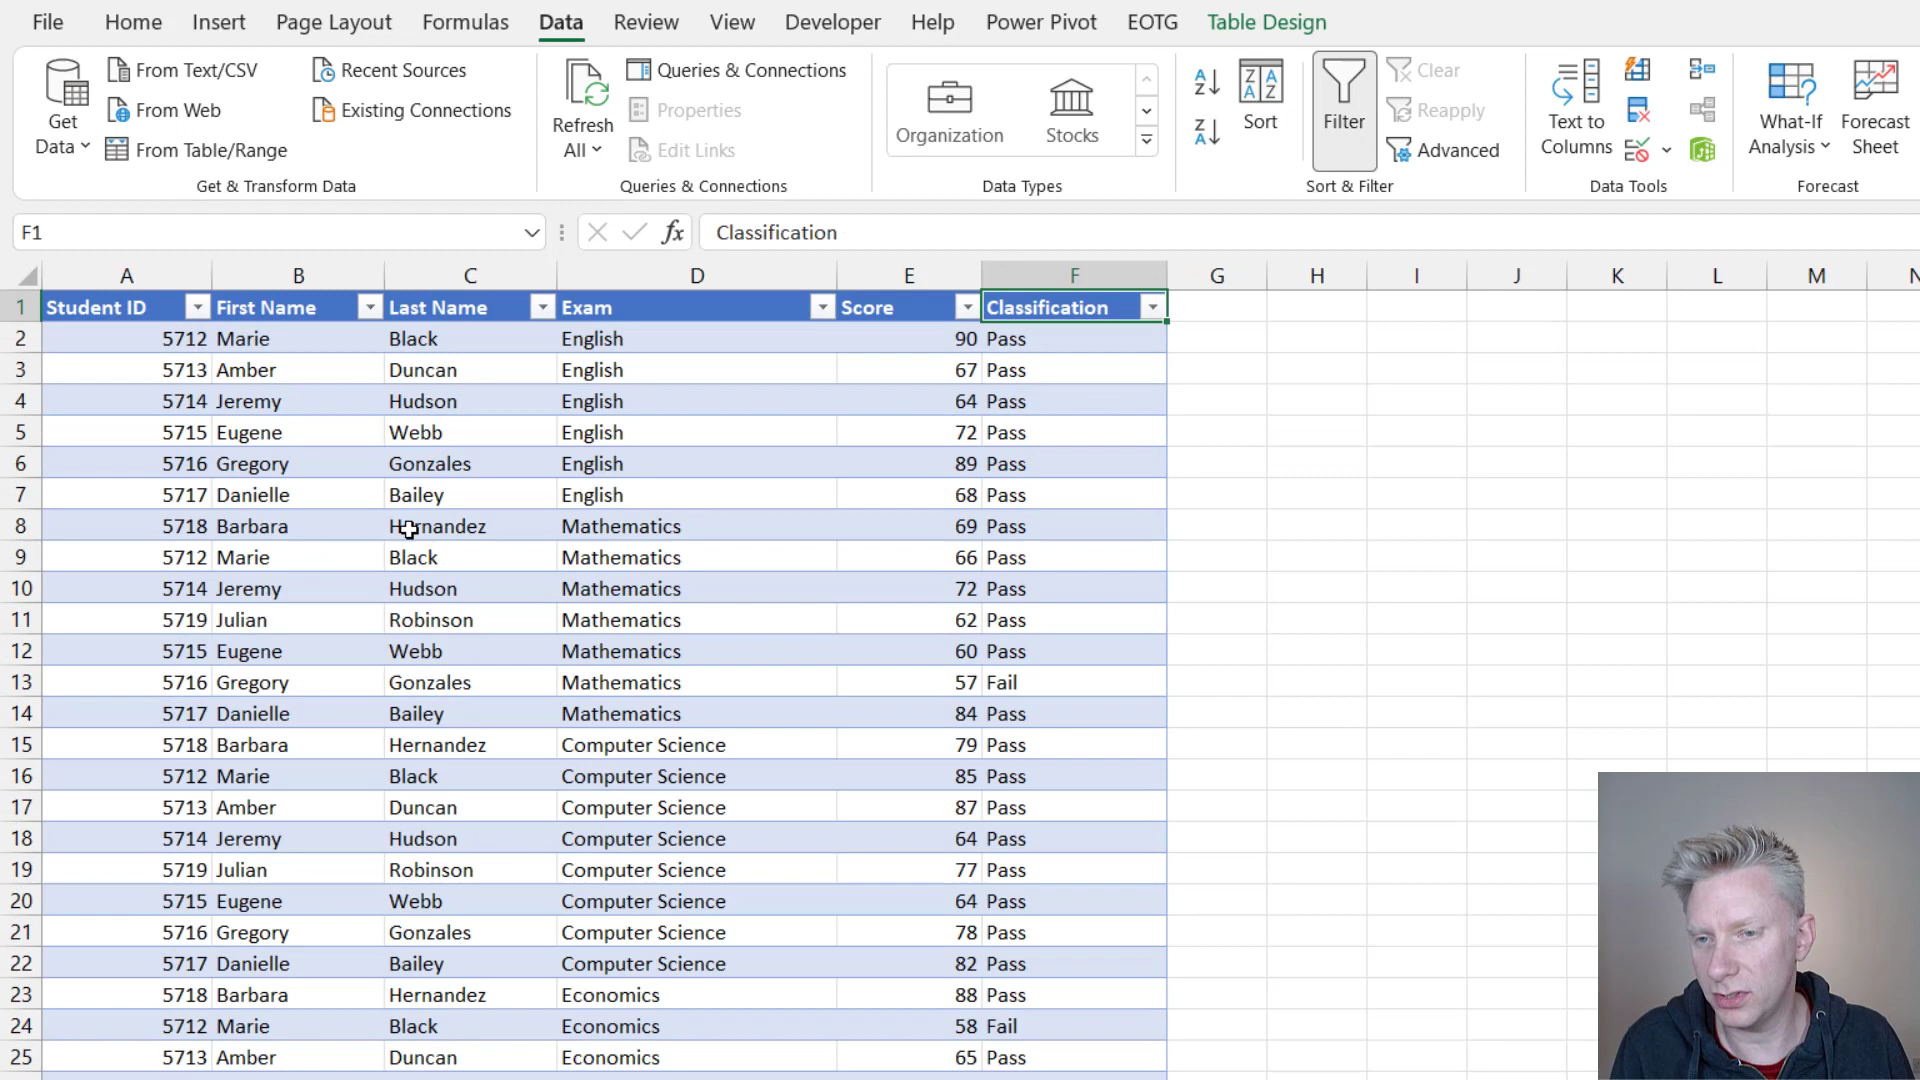 File Home Insert Page Layout Formulas Data Review View Developer Help Power Pivot EOTG Table Design
Get Data
From Text/CSV
From Web
From Table/Range
Recent Sources
Existing Connections
Get & Transform Data
Refresh All
Queries & Connections
Properties
Edit Links
Queries & Connections
Organization
Stocks
Data Types
Sort
Filter
Clear
Reapply
Advanced
Sort & Filter
Text to Columns
Data Tools
What-If Analysis
Forecast Sheet
Forecast
F1 fx Classification
A B C D E F G H I J K L M N
1 Student ID First Name Last Name Exam Score Classification
2 5712 Marie Black English 90 Pass
3 5713 Amber Duncan English 67 Pass
4 5714 Jeremy Hudson English 64 Pass
5 5715 Eugene Webb English 72 Pass
6 5716 Gregory Gonzales English 89 Pass
7 5717 Danielle Bailey English 68 Pass
8 5718 Barbara Hernandez Mathematics 69 Pass
9 5712 Marie Black Mathematics 66 Pass
10 5714 Jeremy Hudson Mathematics 72 Pass
11 5719 Julian Robinson Mathematics 62 Pass
12 5715 Eugene Webb Mathematics 60 Pass
13 5716 Gregory Gonzales Mathematics 57 Fail
14 5717 Danielle Bailey Mathematics 84 Pass
15 5718 Barbara Hernandez Computer Science 79 Pass
16 5712 Marie Black Computer Science 85 Pass
17 5713 Amber Duncan Computer Science 87 Pass
18 5714 Jeremy Hudson Computer Science 64 Pass
19 5719 Julian Robinson Computer Science 77 Pass
20 5715 Eugene Webb Computer Science 64 Pass
21 5716 Gregory Gonzales Computer Science 78 Pass
22 5717 Danielle Bailey Computer Science 82 Pass
23 5718 Barbara Hernandez Economics 88 Pass
24 5712 Marie Black Economics 58 Fail
25 5713 Amber Duncan Economics 65 Pass